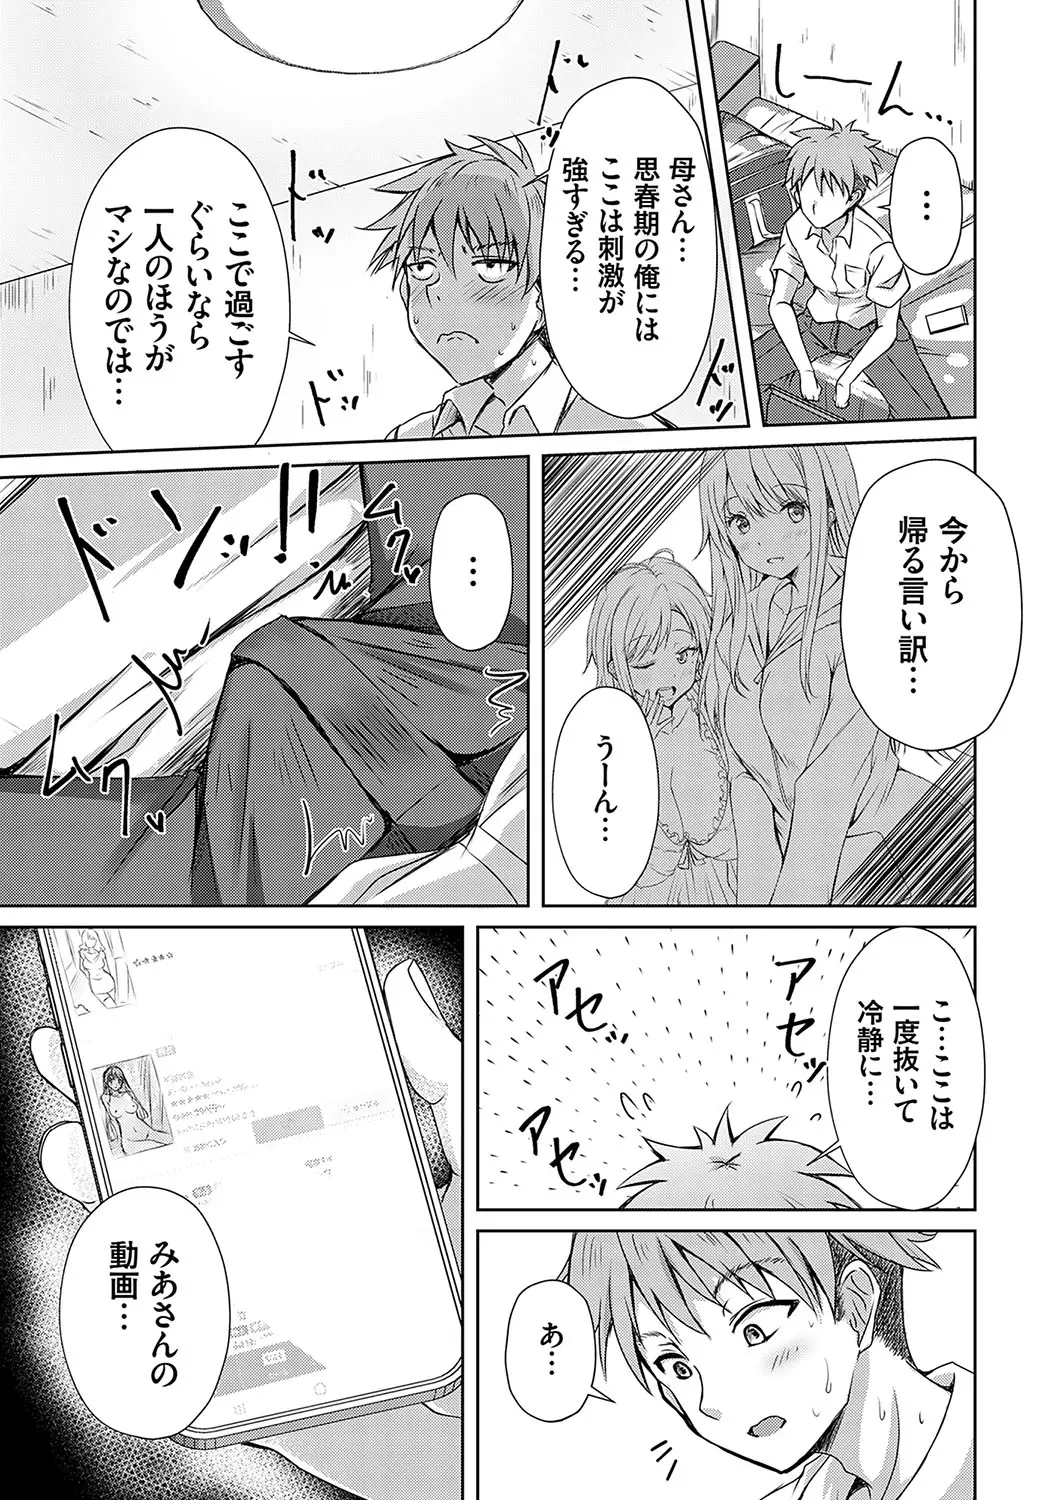 しーん…
…
母さん…
思春期の俺には
ここは刺激が
強すぎる…
ドッ
ドッ
ドッ
ドッ
ここで過ごす
ぐらいなら
一人のほうが
マシなのでは…
今から
帰る言い訳…
うーん…
…
ムク
ドン!!
ムク
こ…ここは
一度抜いて
冷静に…
アセッ
アセッ
アセッ
あ…
みあさんの
動画…